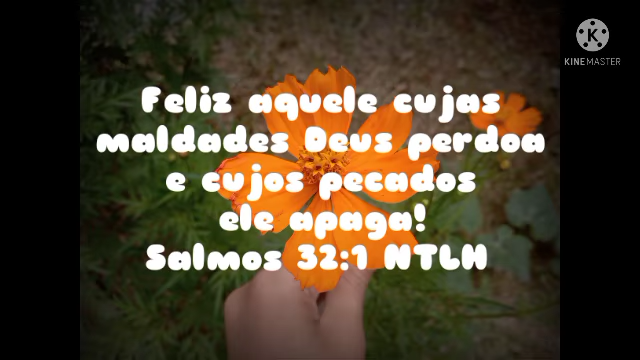 KINEMASTER
Feliz aquele cujas
maldades Deus perdoa
e cujos pecados
ele apaga!
Salmos 32:1 NTLH